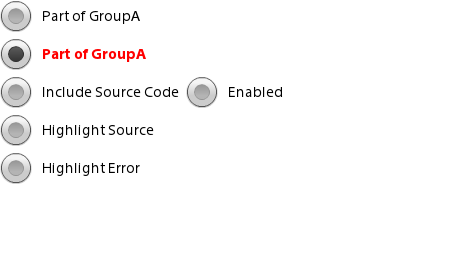 Part of GroupA
Part of GroupA
Include Source Code Enabled
Highlight Source
Highlight Error